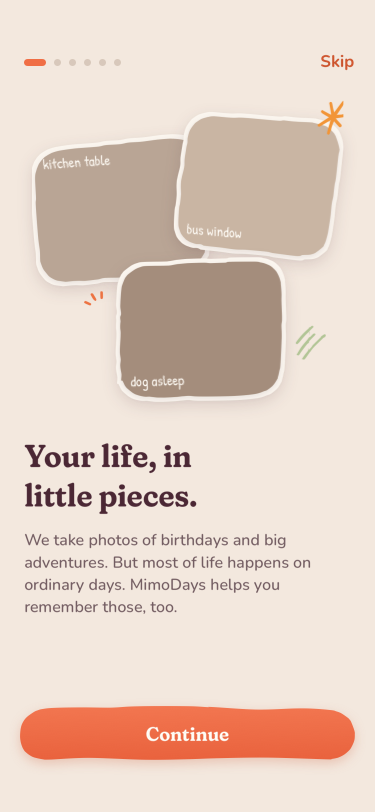 Skip
kitchen table
bus window
dog asleep
Your life, in
little pieces.
We take photos of birthdays and big
adventures. But most of life happens on
ordinary days. MimoDays helps you
remember those, too.
Continue